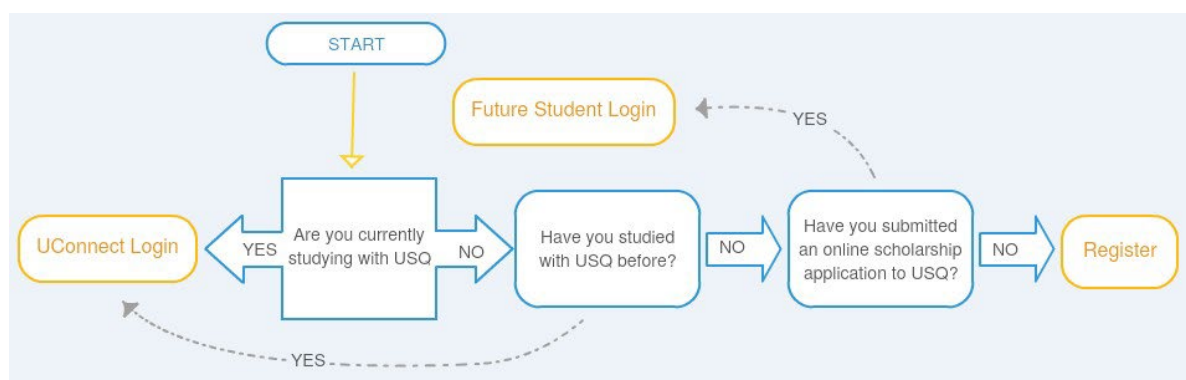 START
Future Student Login
YES
UConnect Login
YES
Are you currently
studying with USQ
NO
Have you studied
with USQ before?
NO
Have you submitted
an online scholarship
application to USQ?
NO
Register
YES